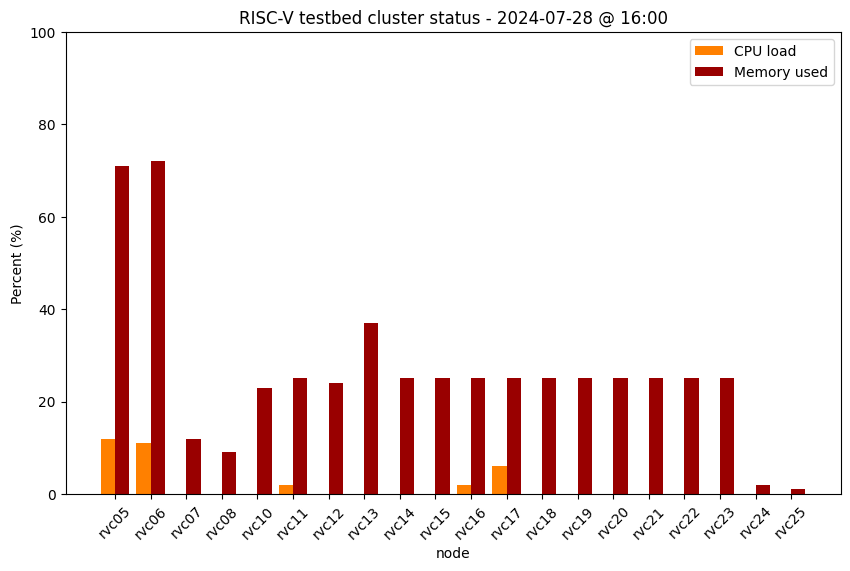 RISC-V testbed cluster status - 2024-07-28 @ 16:00
CPU load
Memory used
Percent (%)
100
80
60
40
20
0
rvc05
rvc06
rvc07
rvc08
rvc10
rvc11
rvc12
rvc13
rvc14
rvc15
rvc16
rvc17
rvc18
rvc19
rvc20
rvc21
rvc22
rvc23
rvc24
rvc25
node